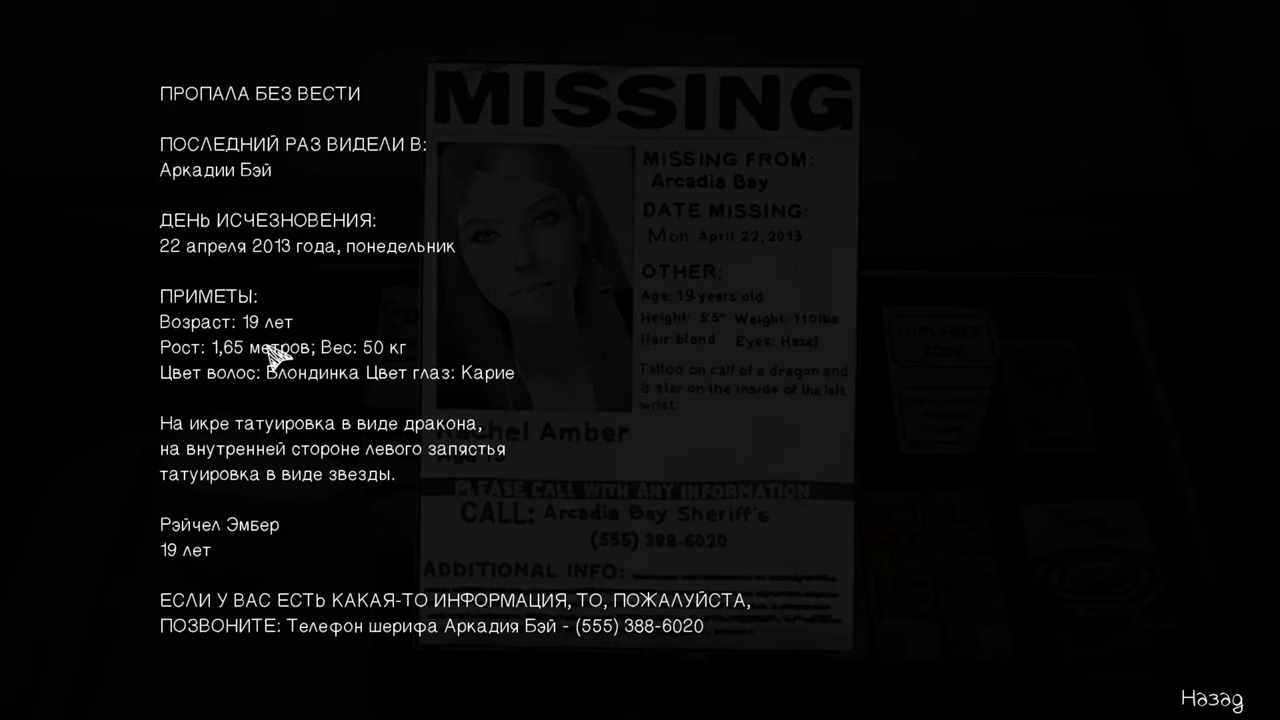 ПРОПАЛА БЕЗ ВЕСТИ
ПОСЛЕДНИЙ РАЗ ВИДЕЛИ В:
Аркадии Бэй
ДЕНЬ ИСЧЕЗНОВЕНИЯ:
22 апреля 2013 года, понедельник
ПРИМЕТЫ:
Возраст: 19 лет
Рост: 1,65 метров; Вес: 50 кг
Цвет волос: Блондинка Цвет глаз: Карие
На икре татуировка в виде дракона,
на внутренней стороне левого запястья
татуировка в виде звезды.
Рэйчел Эмбер
19 лет
ЕСЛИ У ВАС ЕСТЬ КАКАЯ-ТО ИНФОРМАЦИЯ, ТО, ПОЖАЛУЙСТА,
ПОЗВОНИТЕ: Телефон шерифа Аркадия Бэй - (555) 388-6020
MISSING
MISSING FROM:
Arcadia Bay
DATE MISSING:
Mon April 22, 2013
OTHER:
Age: 19 years old
Height: 5'5" Weight: 110lbs
Hair: blond Eyes: Hazel
Tattoo on calf of a dragon and
a star on the inside of the left
wrist.
Rachel Amber
PLEASE CALL WITH ANY INFORMATION
CALL: Arcadia Bay Sheriff's
(555) 388-6020
ADDITIONAL INFO:
Назад